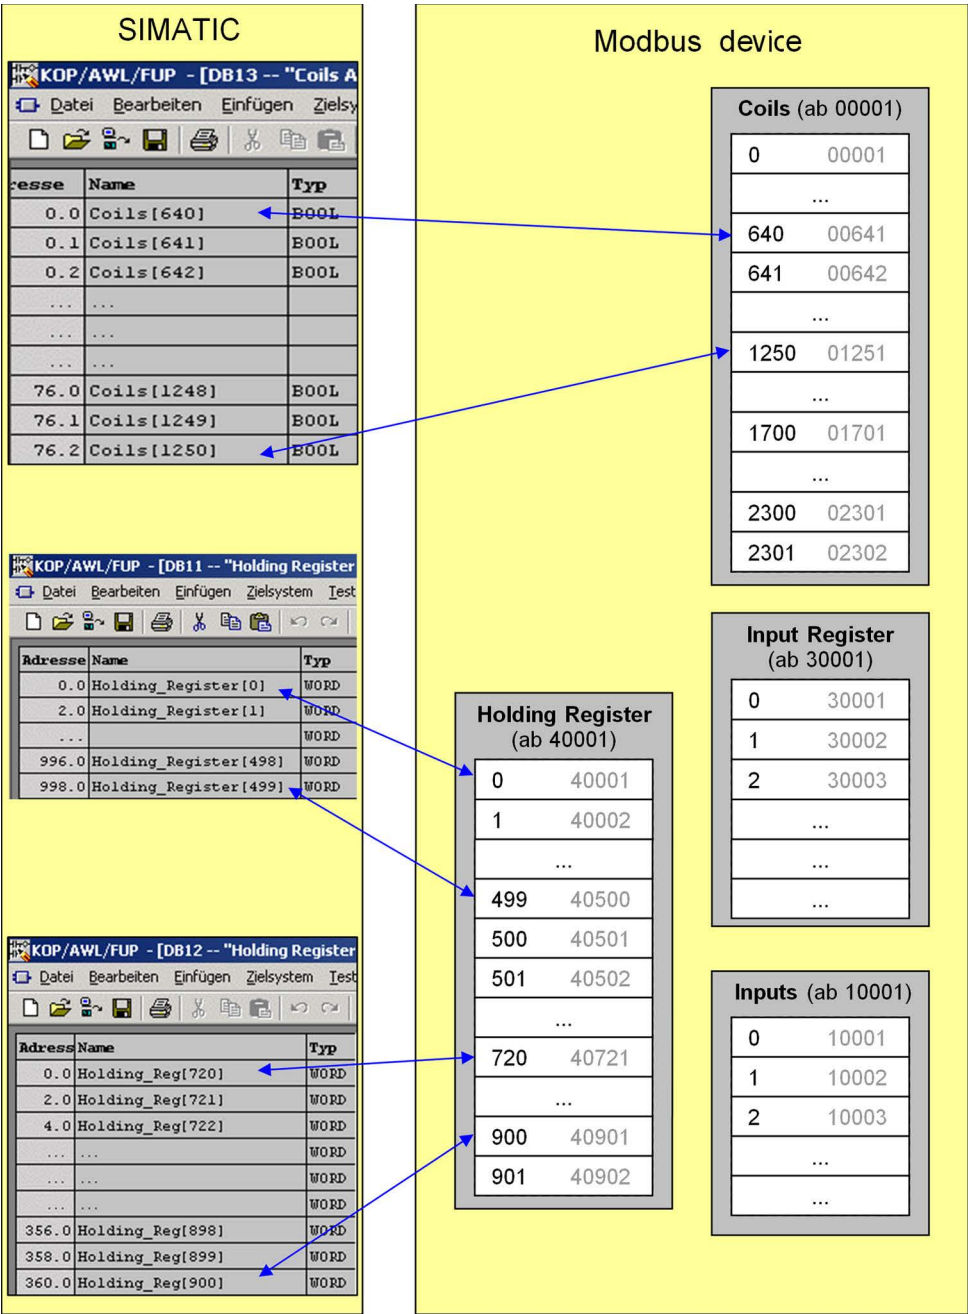 SIMATIC
KOP/AWL/FUP - [DB13 -- "Coils A
Datei Bearbeiten Einfügen Zielsy
resse Name Typ
0.0 Coils[640] BOOL
0.1 Coils[641] BOOL
0.2 Coils[642] BOOL
... ...
... ...
... ...
76.0 Coils[1248] BOOL
76.1 Coils[1249] BOOL
76.2 Coils[1250] BOOL
KOP/AWL/FUP - [DB11 -- "Holding Register
Datei Bearbeiten Einfügen Zielsystem Test
Adresse Name Typ
0.0 Holding_Register[0] WORD
2.0 Holding_Register[1] WORD
... WORD
996.0 Holding_Register[498] WORD
998.0 Holding_Register[499] WORD
KOP/AWL/FUP - [DB12 -- "Holding Register
Datei Bearbeiten Einfügen Zielsystem Test
Adress Name Typ
0.0 Holding_Reg[720] WORD
2.0 Holding_Reg[721] WORD
4.0 Holding_Reg[722] WORD
... ... WORD
... ... WORD
... ... WORD
356.0 Holding_Reg[898] WORD
358.0 Holding_Reg[899] WORD
360.0 Holding_Reg[900] WORD
Modbus device
Coils (ab 00001)
0 00001
...
640 00641
641 00642
...
1250 01251
...
1700 01701
...
2300 02301
2301 02302
Holding Register
(ab 40001)
0 40001
1 40002
...
499 40500
500 40501
501 40502
...
720 40721
...
900 40901
901 40902
Input Register
(ab 30001)
0 30001
1 30002
2 30003
...
...
...
Inputs (ab 10001)
0 10001
1 10002
2 10003
...
...